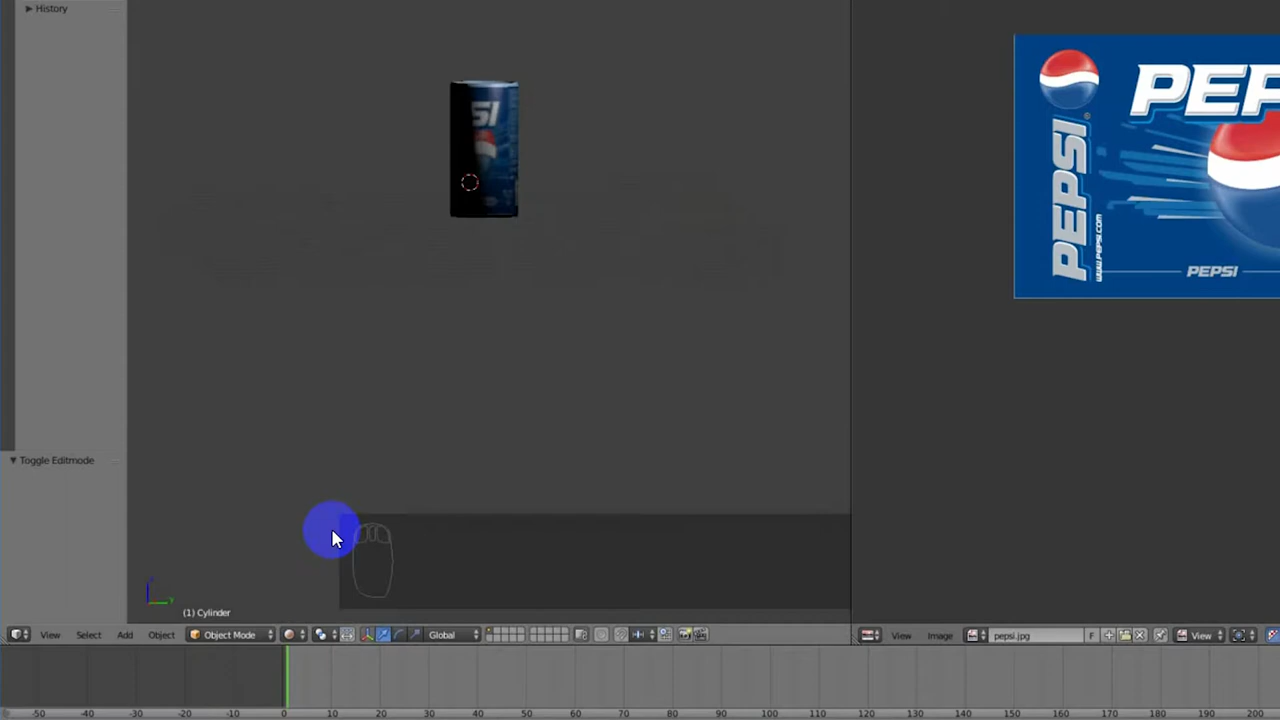 History
SI
PEP
PEPSI
®
WWW.PEPSI.COM
PEPSI
Toggle Editmode
(1) Cylinder
View Select Add Object Object Mode Global
View Image pepsi.jpg F View
-50 -40 -30 -20 -10 0 10 20 30 40 50 60 70 80 90 100 110 120 130 140 150 160 170 180 190 200